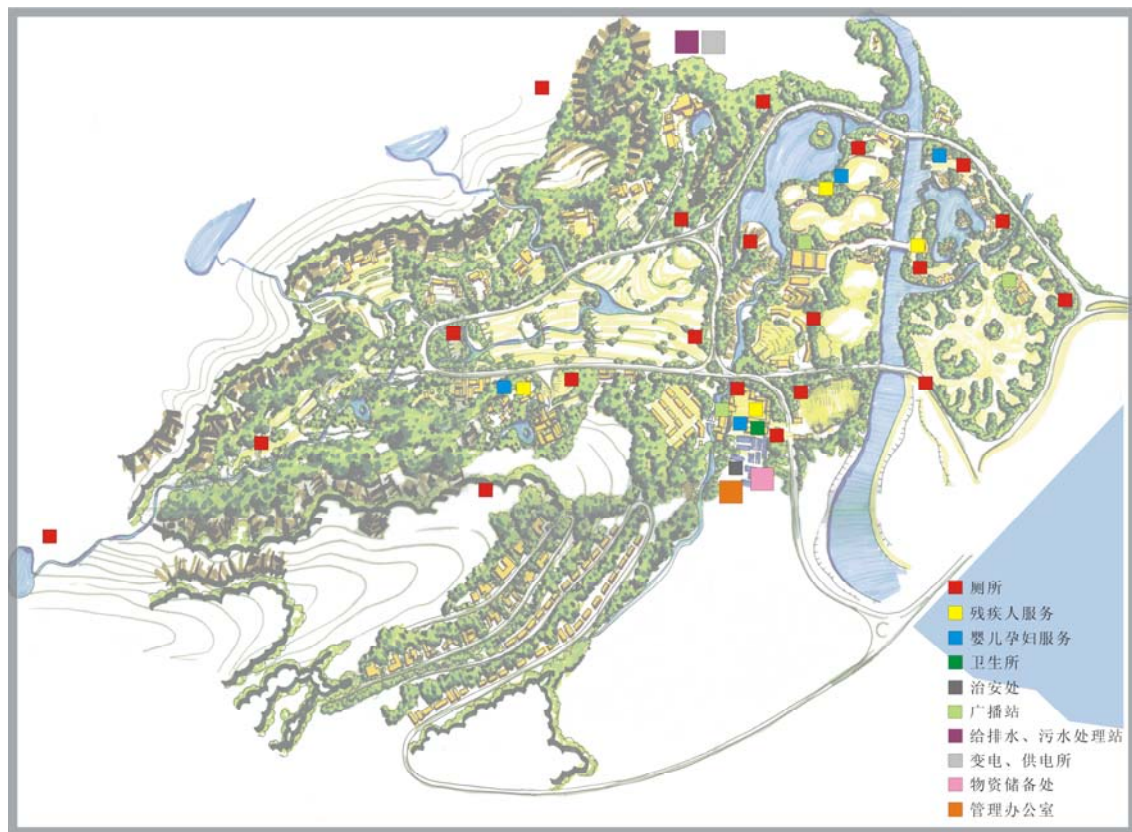 厕所
残疾人服务
婴儿孕妇服务
卫生所
治安处
广播站
给排水、污水处理站
变电、供电所
物资储备处
管理办公室